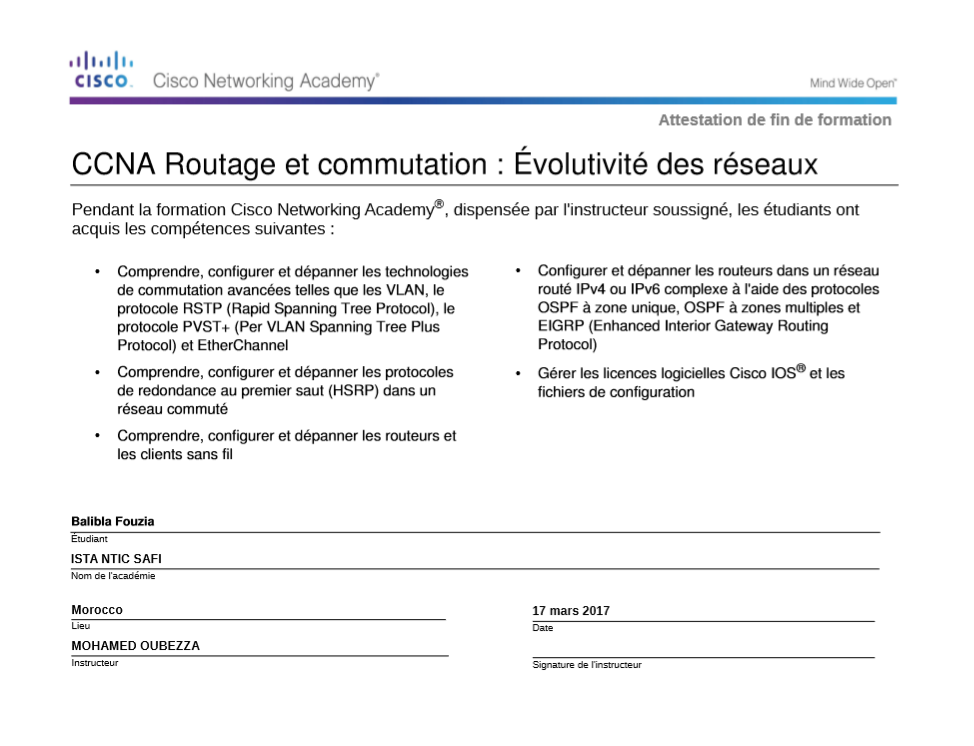 CISCO. Cisco Networking Academy® Mind Wide Open®
Attestation de fin de formation
CCNA Routage et commutation : Évolutivité des réseaux
Pendant la formation Cisco Networking Academy®, dispensée par l'instructeur soussigné, les étudiants ont
acquis les compétences suivantes :
• Comprendre, configurer et dépanner les technologies
de commutation avancées telles que les VLAN, le
protocole RSTP (Rapid Spanning Tree Protocol), le
protocole PVST+ (Per VLAN Spanning Tree Plus
Protocol) et EtherChannel
• Comprendre, configurer et dépanner les protocoles
de redondance au premier saut (HSRP) dans un
réseau commuté
• Comprendre, configurer et dépanner les routeurs et
les clients sans fil
• Configurer et dépanner les routeurs dans un réseau
routé IPv4 ou IPv6 complexe à l'aide des protocoles
OSPF à zone unique, OSPF à zones multiples et
EIGRP (Enhanced Interior Gateway Routing
Protocol)
• Gérer les licences logicielles Cisco IOS® et les
fichiers de configuration
Balibla Fouzia
Étudiant
ISTA NTIC SAFI
Nom de l'académie
Morocco
Lieu
17 mars 2017
Date
MOHAMED OUBEZZA
Instructeur
Signature de l'instructeur